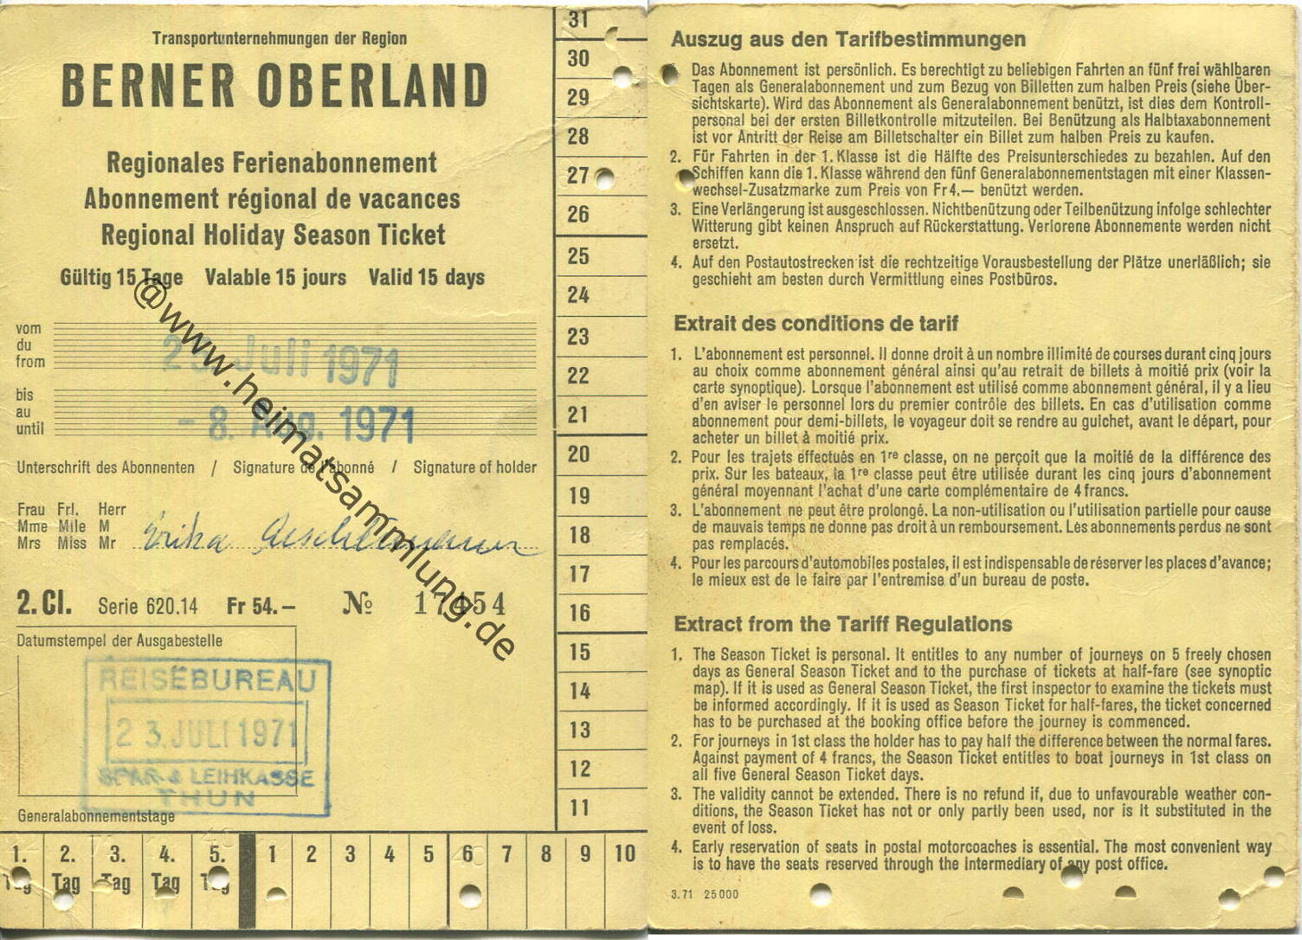 Transportunternehmungen der Region
BERNER OBERLAND
Regionales Ferienabonnement
Abonnement régional de vacances
Regional Holiday Season Ticket
Gültig 15 Tage Valable 15 jours Valid 15 days
vom
du
from
Juli 1971
bis
au
until
- 8. Aug. 1971
Unterschrift des Abonnenten / Signature de l'abonné / Signature of holder
Frau Frl. Herr
Mme Mlle M
Mrs Miss Mr
Erika
2. Cl. Serie 620.14 Fr 54.— № 17454
Datumstempel der Ausgabestelle
REISEBUREAU
23. JULI 1971
SPAR & LEIHKASSE
THUN
Generalabonnementstage
1. 2. 3. 4. 5.
Tag Tag Tag Tag Tag
1 2 3 4 5 6 7 8 9 10
31
30
29
28
27
26
25
24
23
22
21
20
19
18
17
16
15
14
13
12
11
@www.heimatsammlung.de
Auszug aus den Tarifbestimmungen
Das Abonnement ist persönlich. Es berechtigt zu beliebigen Fahrten an fünf frei wählbaren
Tagen als Generalabonnement und zum Bezug von Billetten zum halben Preis (siehe Über-
sichtskarte). Wird das Abonnement als Generalabonnement benützt, ist dies dem Kontroll-
personal bei der ersten Billetkontrolle mitzuteilen. Bei Benützung als Halbtaxabonnement
ist vor Antritt der Reise am Billetschalter ein Billet zum halben Preis zu kaufen.
2. Für Fahrten in der 1. Klasse ist die Hälfte des Preisunterschiedes zu bezahlen. Auf den
Schiffen kann die 1. Klasse während den fünf Generalabonnementstagen mit einer Klassen-
wechsel-Zusatzmarke zum Preis von Fr 4.— benützt werden.
3. Eine Verlängerung ist ausgeschlossen. Nichtbenützung oder Teilbenützung infolge schlechter
Witterung gibt keinen Anspruch auf Rückerstattung. Verlorene Abonnemente werden nicht
ersetzt.
4. Auf den Postautostrecken ist die rechtzeitige Vorausbestellung der Plätze unerläßlich; sie
geschieht am besten durch Vermittlung eines Postbüros.
Extrait des conditions de tarif
1. L'abonnement est personnel. Il donne droit à un nombre illimité de courses durant cinq jours
au choix comme abonnement général ainsi qu'au retrait de billets à moitié prix (voir la
carte synoptique). Lorsque l'abonnement est utilisé comme abonnement général, il y a lieu
d'en aviser le personnel lors du premier contrôle des billets. En cas d'utilisation comme
abonnement pour demi-billets, le voyageur doit se rendre au guichet, avant le départ, pour
acheter un billet à moitié prix.
2. Pour les trajets effectués en 1re classe, on ne perçoit que la moitié de la différence des
prix. Sur les bateaux, la 1re classe peut être utilisée durant les cinq jours d'abonnement
général moyennant l'achat d'une carte complémentaire de 4 francs.
3. L'abonnement ne peut être prolongé. La non-utilisation ou l'utilisation partielle pour cause
de mauvais temps ne donne pas droit à un remboursement. Les abonnements perdus ne sont
pas remplacés.
4. Pour les parcours d'automobiles postales, il est indispensable de réserver les places d'avance;
le mieux est de le faire par l'entremise d'un bureau de poste.
Extract from the Tariff Regulations
1. The Season Ticket is personal. It entitles to any number of journeys on 5 freely chosen
days as General Season Ticket and to the purchase of tickets at half-fare (see synoptic
map). If it is used as General Season Ticket, the first inspector to examine the tickets must
be informed accordingly. If it is used as Season Ticket for half-fares, the ticket concerned
has to be purchased at the booking office before the journey is commenced.
2. For journeys in 1st class the holder has to pay half the difference between the normal fares.
Against payment of 4 francs, the Season Ticket entitles to boat journeys in 1st class on
all five General Season Ticket days.
3. The validity cannot be extended. There is no refund if, due to unfavourable weather con-
ditions, the Season Ticket has not or only partly been used, nor is it substituted in the
event of loss.
4. Early reservation of seats in postal motorcoaches is essential. The most convenient way
is to have the seats reserved through the intermediary of any post office.
3. 71 25 000